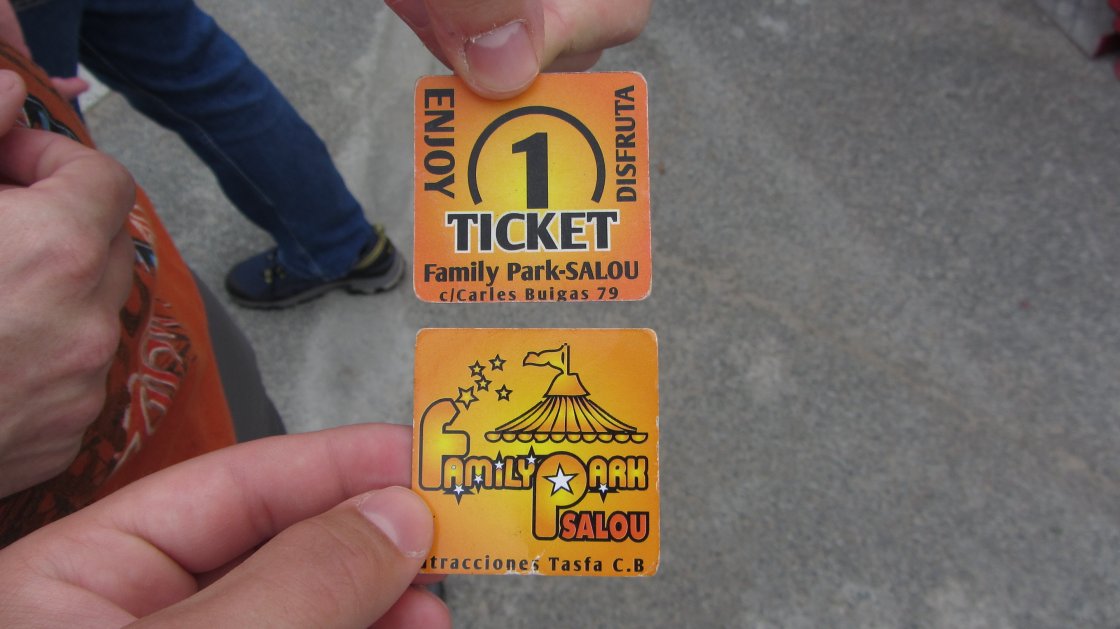 ENJOY
DISFRUTA
1
TICKET
Family Park-SALOU
c/Carles Buigas 79
FAMILY PARK
SALOU
tracciones Tasfa C.B